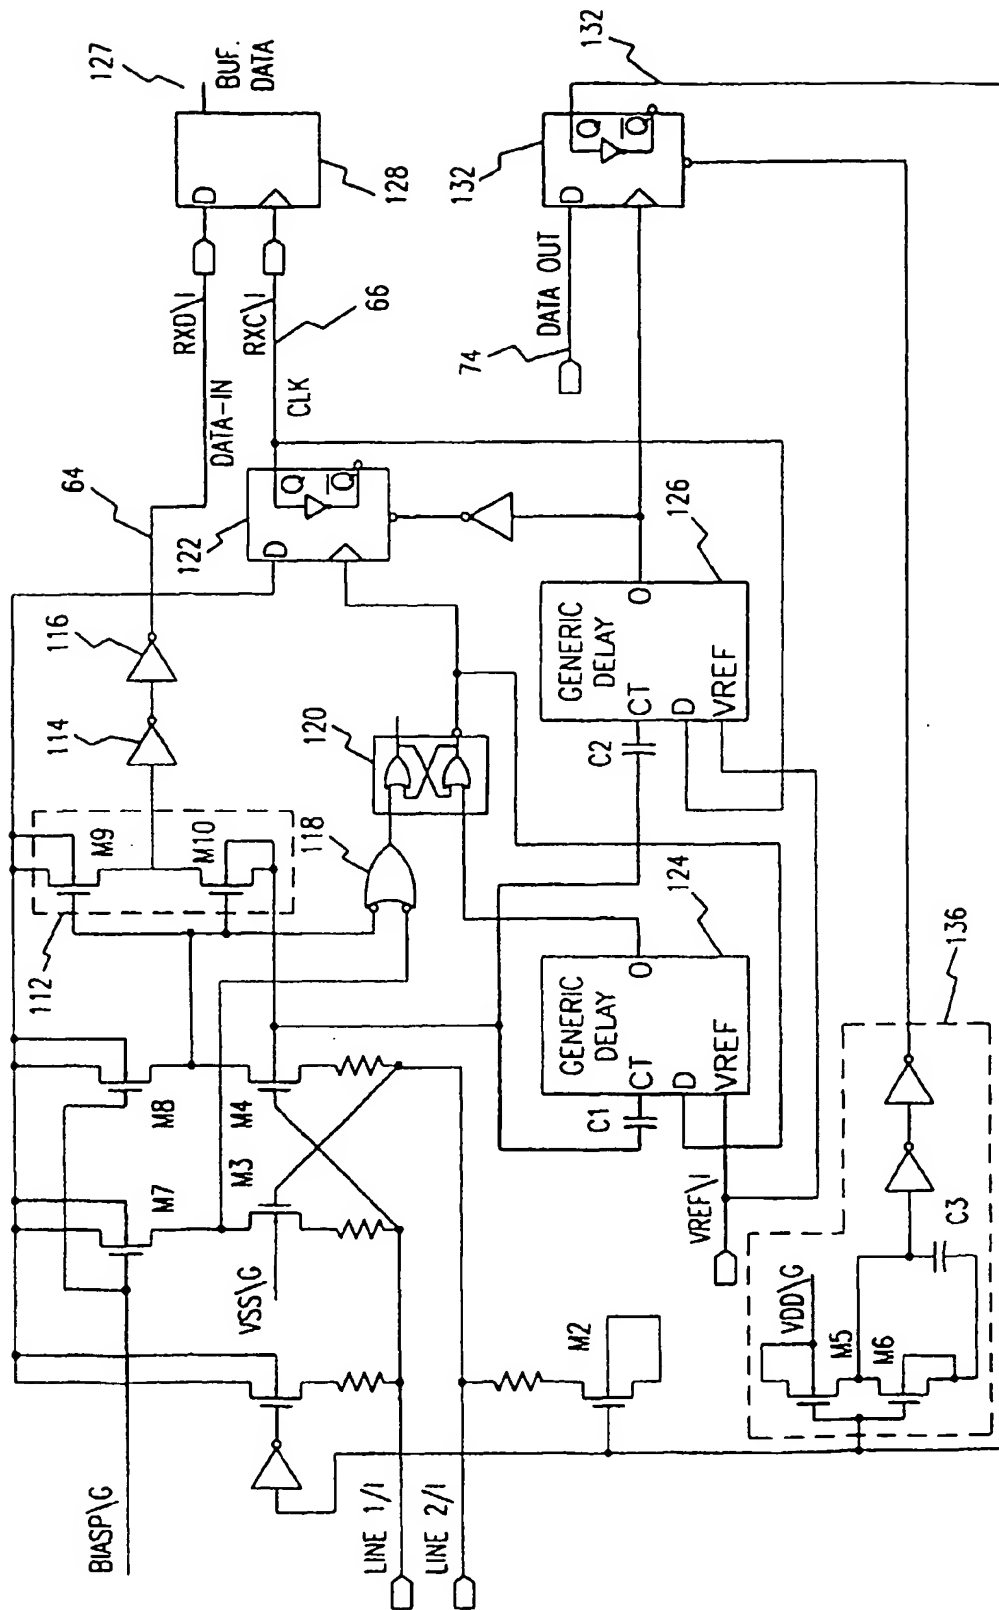 127
BUF. DATA
D
128
RXD\I
DATA-IN
RXC\I
66
CLK
64
116
114
122
D
Q
Q̅
112
M9
M10
118
120
M8
M4
M7
M3
VSS\G
BIASP\G
LINE 1/I
LINE 2/I
M2
132
132
D
Q
Q̅
74
DATA OUT
126
GENERIC DELAY
O
CT
D
VREF
C2
124
GENERIC DELAY
O
CT
D
VREF
C1
VREF\I
136
VDD\G
M5
M6
C3